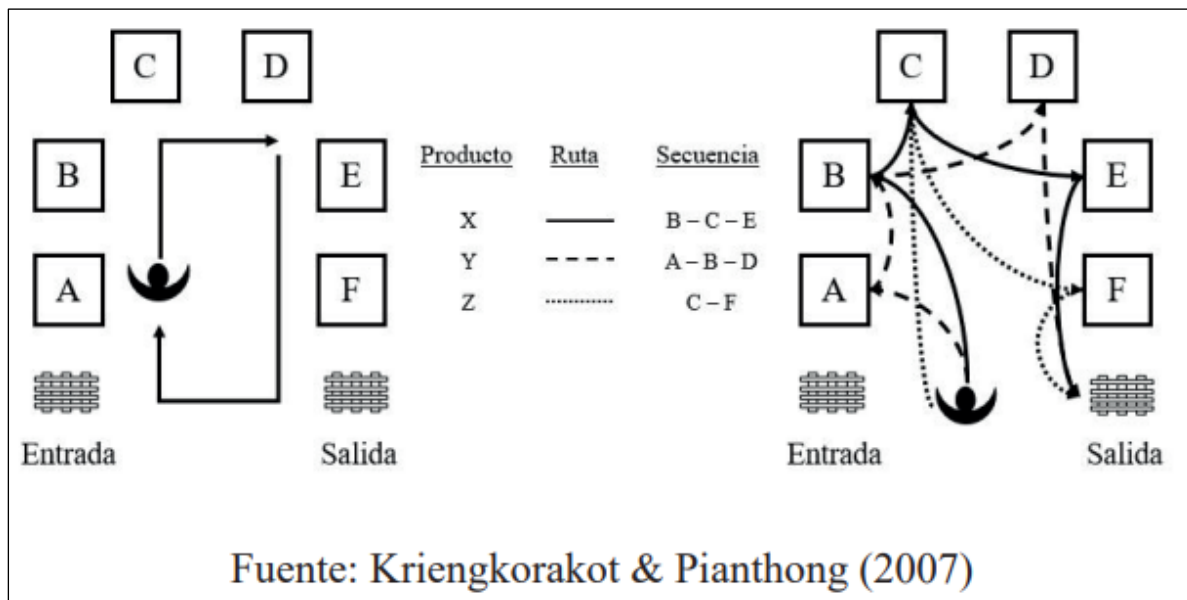 C D
B E
A F
Entrada Salida
Producto Ruta Secuencia
X B – C – E
Y A – B – D
Z C – F
C D
B E
A F
Entrada Salida
Fuente: Kriengkorakot & Pianthong (2007)